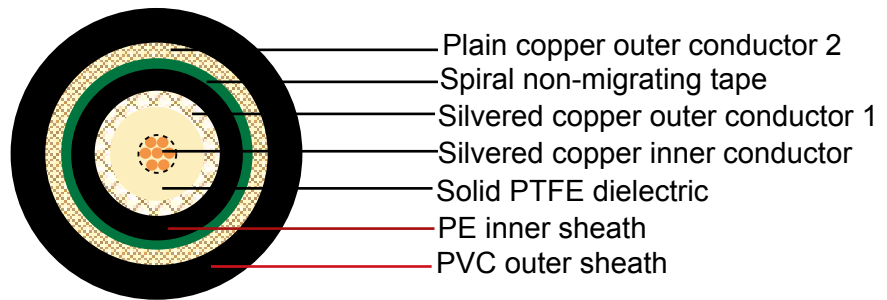 Plain copper outer conductor 2
Spiral non-migrating tape
Silvered copper outer conductor 1
Silvered copper inner conductor
Solid PTFE dielectric
PE inner sheath
PVC outer sheath